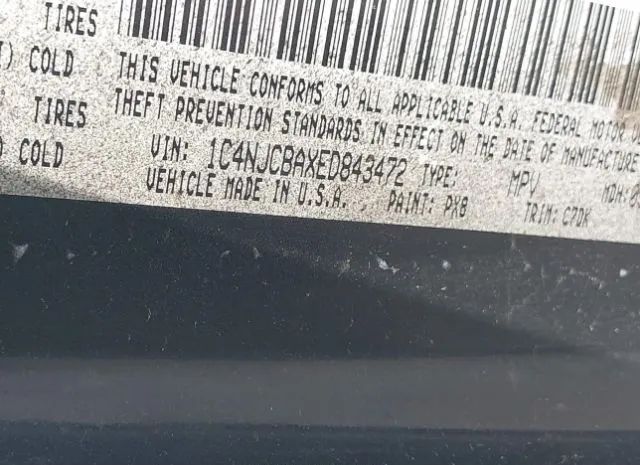 TIRES
) COLD THIS VEHICLE CONFORMS TO ALL APPLICABLE U.S.A. FEDERAL MOTOR
TIRES THEFT PREVENTION STANDARDS IN EFFECT ON THE DATE OF MANUFACTURE
) COLD VIN: 1C4NJCBAXED843472 TYPE: MPV MDH:
VEHICLE MADE IN U.S.A. PAINT: PX8 TRIM: C7DK